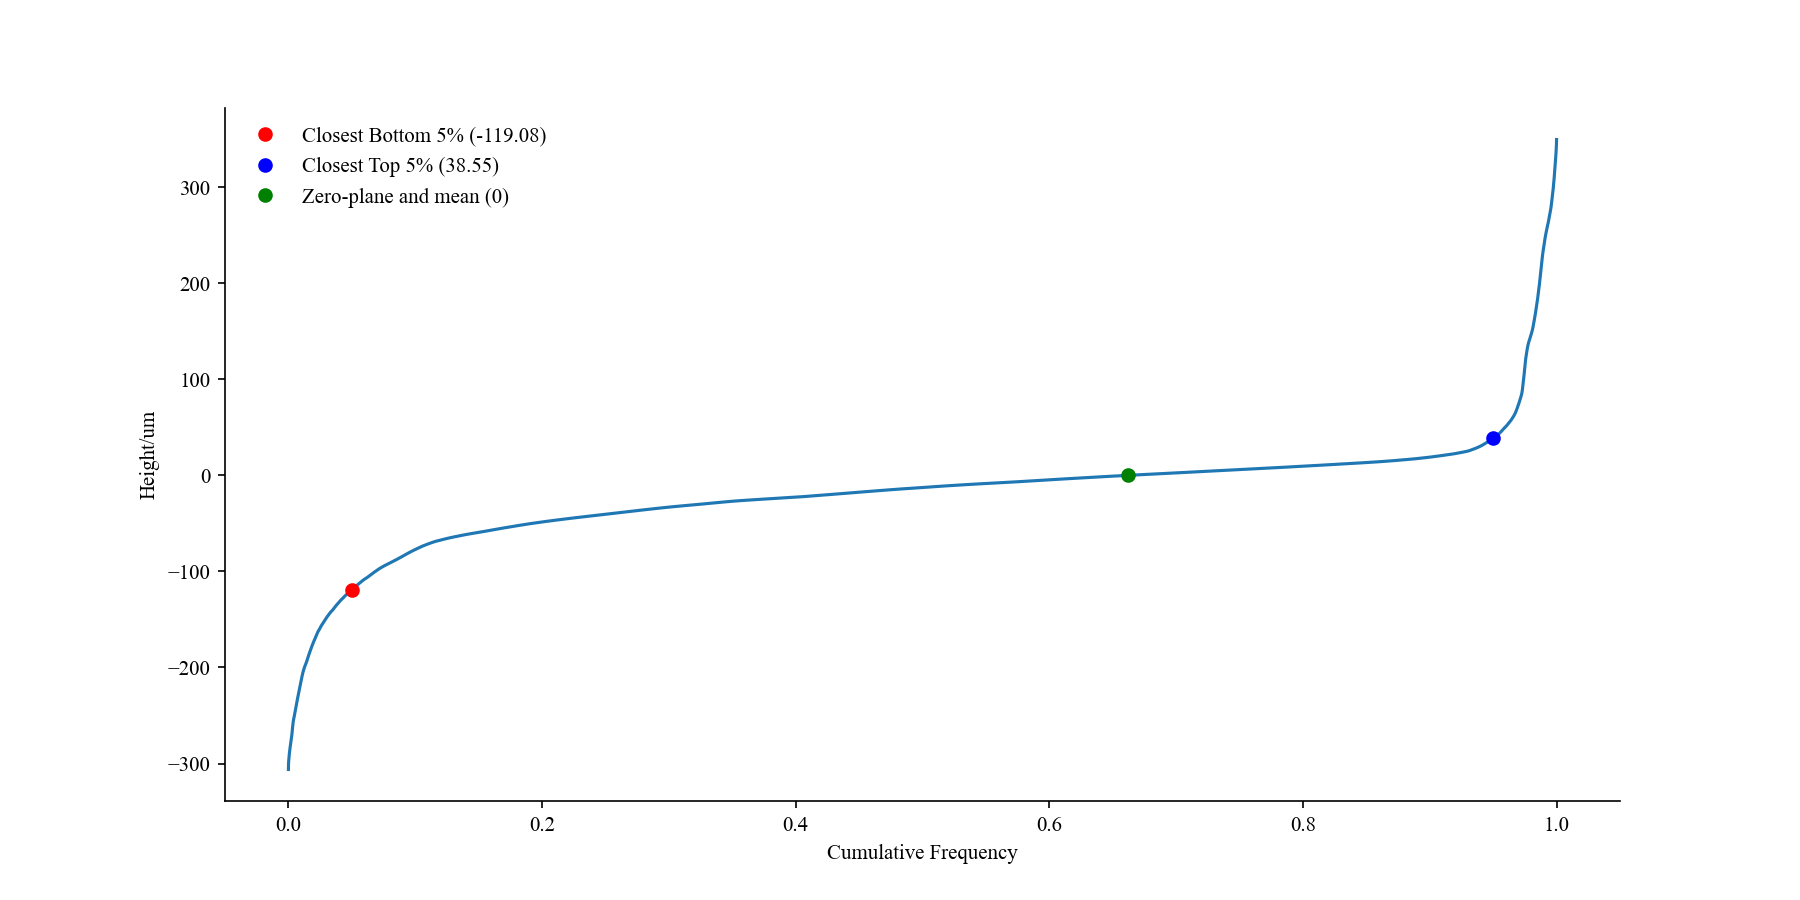 Closest Bottom 5% (-119.08)
Closest Top 5% (38.55)
Zero-plane and mean (0)
300
200
100
0
−100
−200
−300
Height/um
0.0 0.2 0.4 0.6 0.8 1.0
Cumulative Frequency